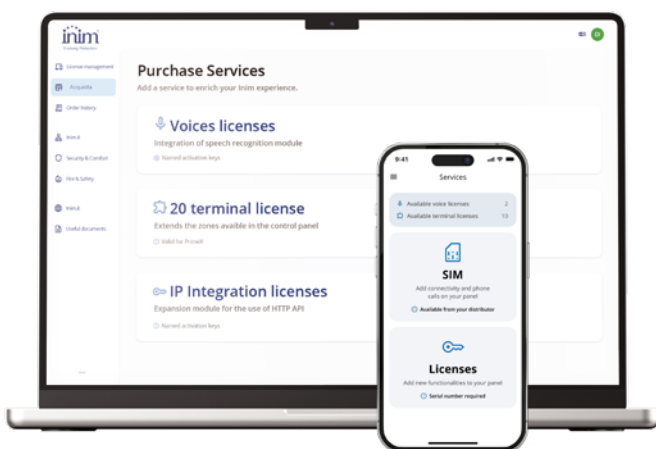 inim
License management
Acquista
Order history
inim.it
Security & Comfort
Fire & Safety
inim.it
Useful documents
DI
Purchase Services
Add a service to enrich your Inim experience.
Voices licenses
Integration of speech recognition module
Named activation keys
20 terminal license
Extends the zones avaible in the control panel
Valid for PrimeX
IP Integration licenses
Expansion module for the use of HTTP API
Named activation keys
9:41
Services
Available voice licenses 2
Available terminal licenses 10
SIM
Add connectivity and phone
calls on your panel
Available from your distributor
Licenses
Add new functionalities to your panel
Serial number required